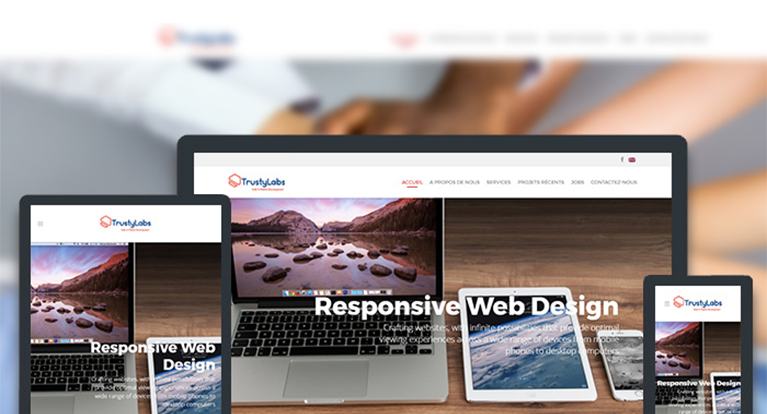 TrustyLabs
ACCUEIL A PROPOS DE NOUS SERVICES PROJETS RÉCENTS JOBS CONTACTEZ NOUS
Responsive Web Design
Crafting websites, with infinite possibilities that provide optimal
viewing experiences across a wide range of devices from mobile
phones to desktop computers
TrustyLabs
Responsive Web
Design
Crafting websites, with infinite possibilities that
provide optimal viewing experiences across a
wide range of devices from mobile phones to
desktop computers
TrustyLabs
Responsive Web Design